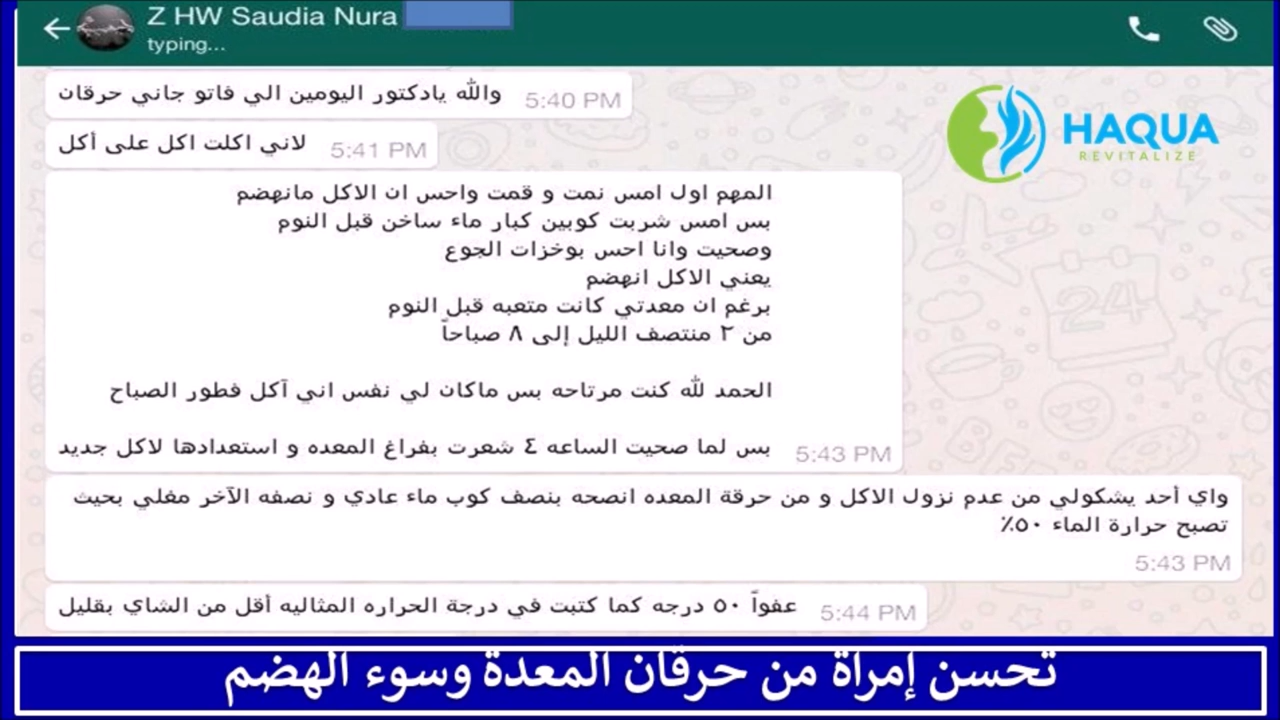 Z HW Saudia Nura
typing...
والله يادكتور اليومين الي فاتو جاني حرقان
5:40 PM
لاني اكلت اكل على أكل
5:41 PM
HAQUA
REVITALIZE
المهم اول امس نمت و قمت واحس ان الاكل مانهضم
بس امس شربت كوبين كبار ماء ساخن قبل النوم
وصحيت وانا احس بوخزات الجوع
يعني الاكل انهضم
برغم ان معدتي كانت متعبه قبل النوم
من ٢ منتصف الليل إلى ٨ صباحاً
الحمد لله كنت مرتاحه بس ماكان لي نفس اني آكل فطور الصباح
بس لما صحيت الساعه ٤ شعرت بفراغ المعده و استعدادها لاكل جديد
5:43 PM
واي أحد يشكولي من عدم نزول الاكل و من حرقة المعده انصحه بنصف كوب ماء عادي و نصفه الآخر مغلي بحيث
تصبح حرارة الماء ٥٠٪
5:43 PM
عفواً ٥٠ درجه كما كتبت في درجة الحراره المثاليه أقل من الشاي بقليل
5:44 PM
تحسن إمرأة من حرقان المعدة وسوء الهضم